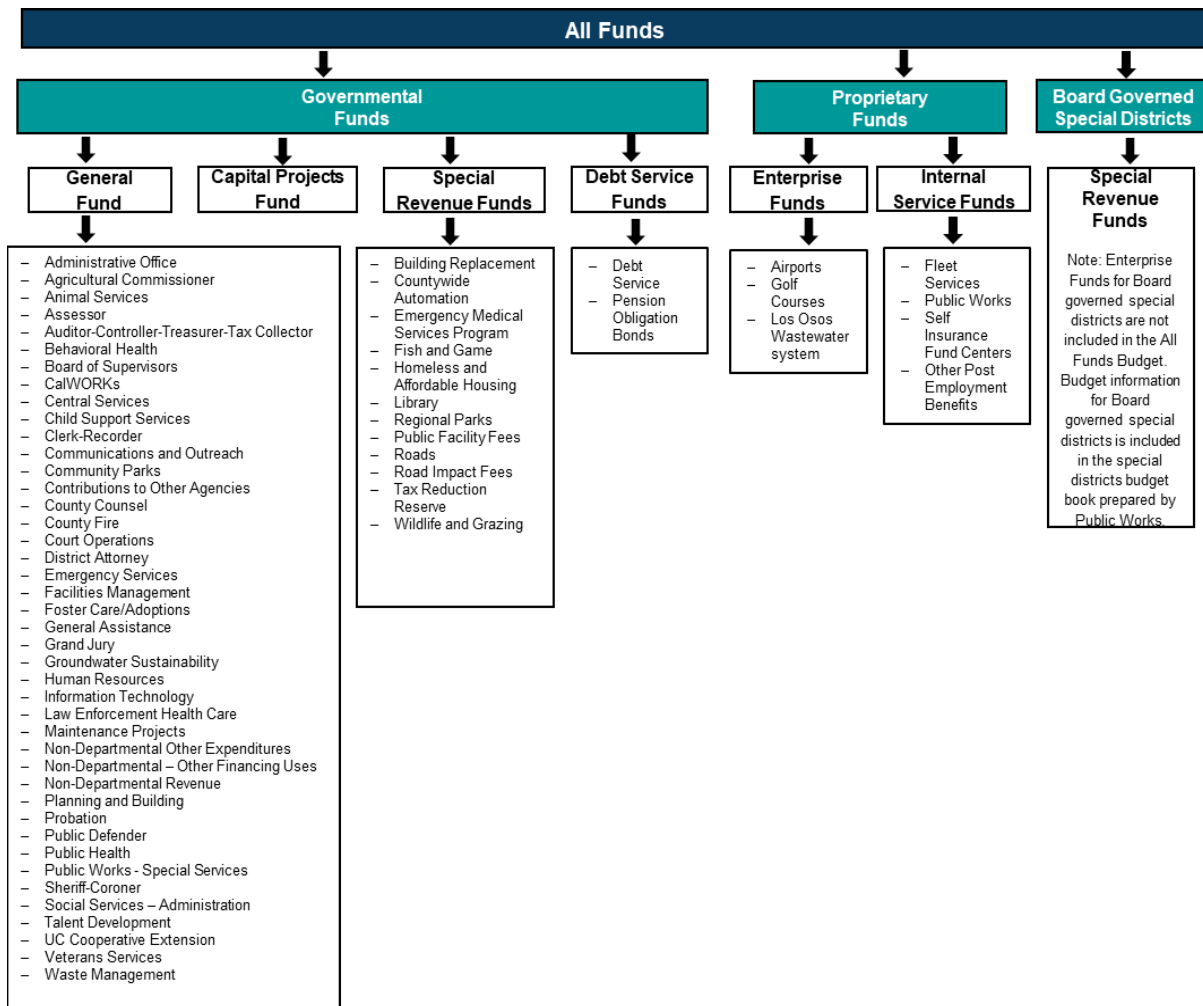 All Funds
Governmental
Funds
Proprietary
Funds
Board Governed
Special Districts
General
Fund
Capital Projects
Fund
Special
Revenue Funds
Debt Service
Funds
Enterprise
Funds
Internal
Service Funds
Special
Revenue
Funds
Note: Enterprise
Funds for Board
governed special
districts are not
included in the All
Funds Budget.
Budget information
for Board
governed special
districts is included
in the special
districts budget
book prepared by
Public Works.
– Administrative Office
– Agricultural Commissioner
– Animal Services
– Assessor
– Auditor-Controller-Treasurer-Tax Collector
– Behavioral Health
– Board of Supervisors
– CalWORKs
– Central Services
– Child Support Services
– Clerk-Recorder
– Communications and Outreach
– Community Parks
– Contributions to Other Agencies
– County Counsel
– County Fire
– Court Operations
– District Attorney
– Emergency Services
– Facilities Management
– Foster Care/Adoptions
– General Assistance
– Grand Jury
– Groundwater Sustainability
– Human Resources
– Information Technology
– Law Enforcement Health Care
– Maintenance Projects
– Non-Departmental Other Expenditures
– Non-Departmental – Other Financing Uses
– Non-Departmental Revenue
– Planning and Building
– Probation
– Public Defender
– Public Health
– Public Works - Special Services
– Sheriff-Coroner
– Social Services – Administration
– Talent Development
– UC Cooperative Extension
– Veterans Services
– Waste Management
– Building Replacement
– Countywide
Automation
– Emergency Medical
Services Program
– Fish and Game
– Homeless and
Affordable Housing
– Library
– Regional Parks
– Public Facility Fees
– Roads
– Road Impact Fees
– Tax Reduction
Reserve
– Wildlife and Grazing
– Debt
Service
– Pension
Obligation
Bonds
– Airports
– Golf
Courses
– Los Osos
Wastewater
system
– Fleet
Services
– Public Works
– Self
Insurance
Fund Centers
– Other Post
Employment
Benefits